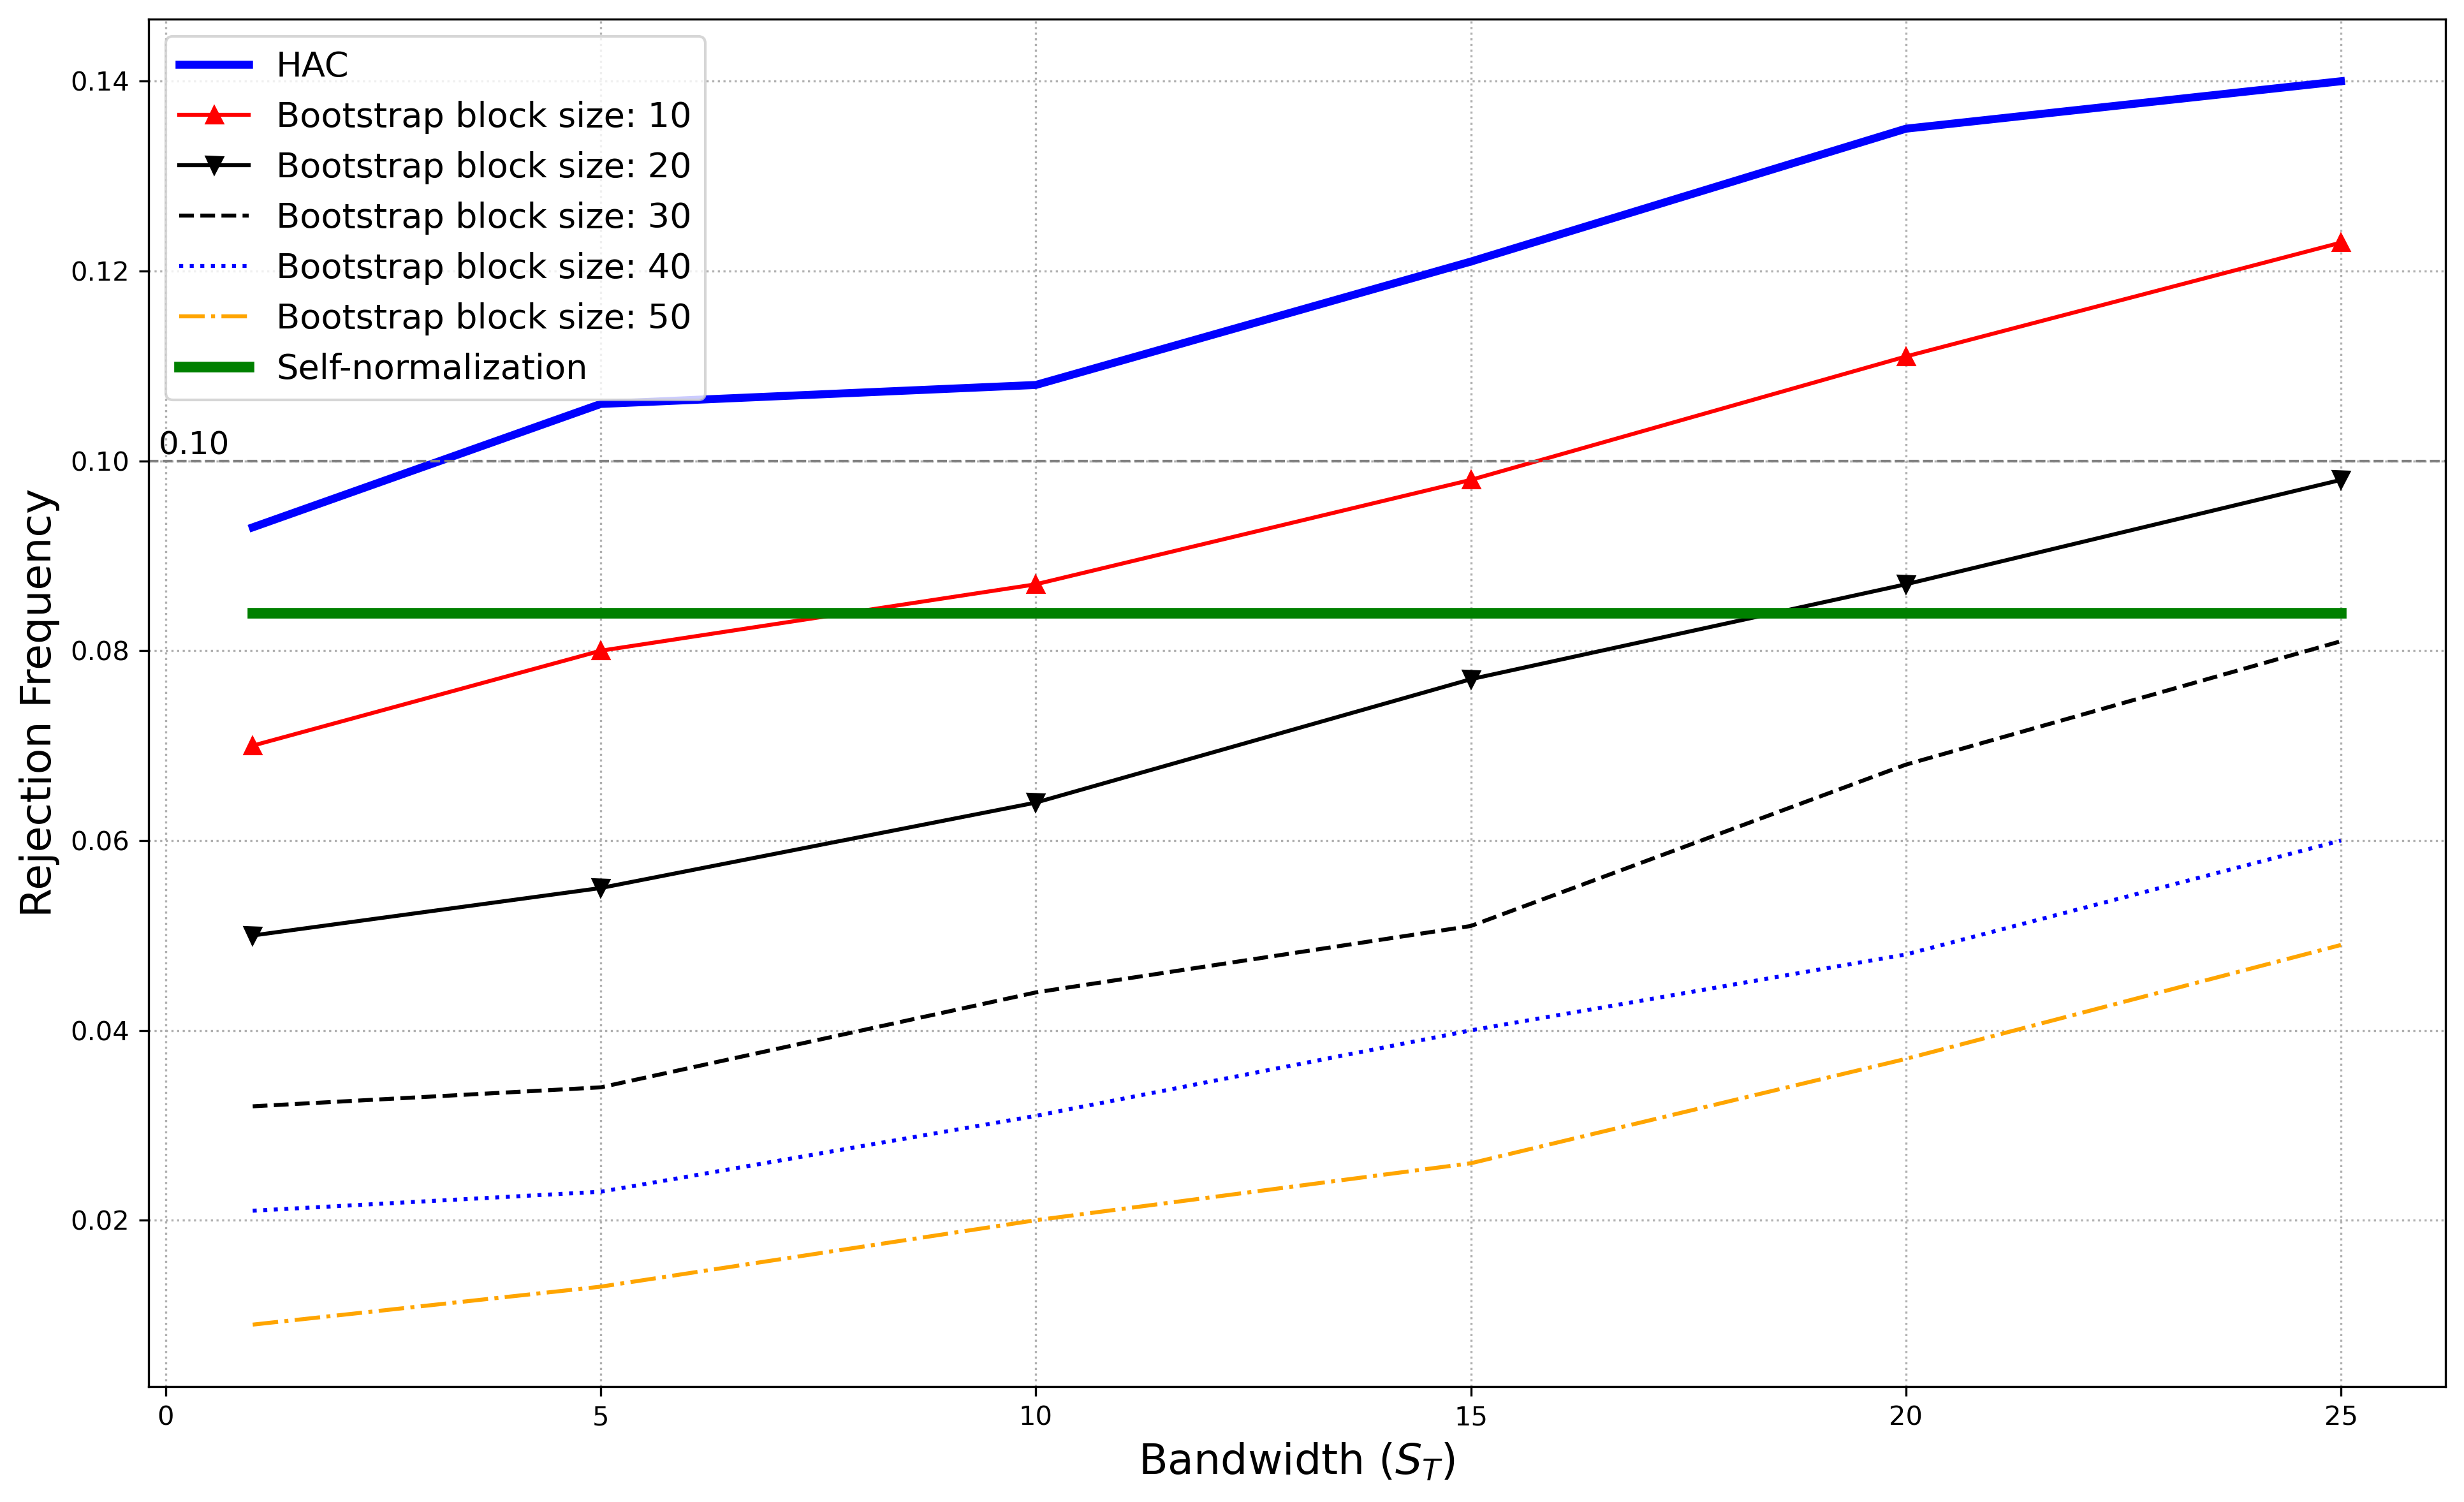 HAC
Bootstrap block size: 10
Bootstrap block size: 20
Bootstrap block size: 30
Bootstrap block size: 40
Bootstrap block size: 50
Self-normalization
0.10
0.14
0.12
0.10
0.08
0.06
0.04
0.02
Rejection Frequency
0 5 10 15 20 25
Bandwidth (S_T)